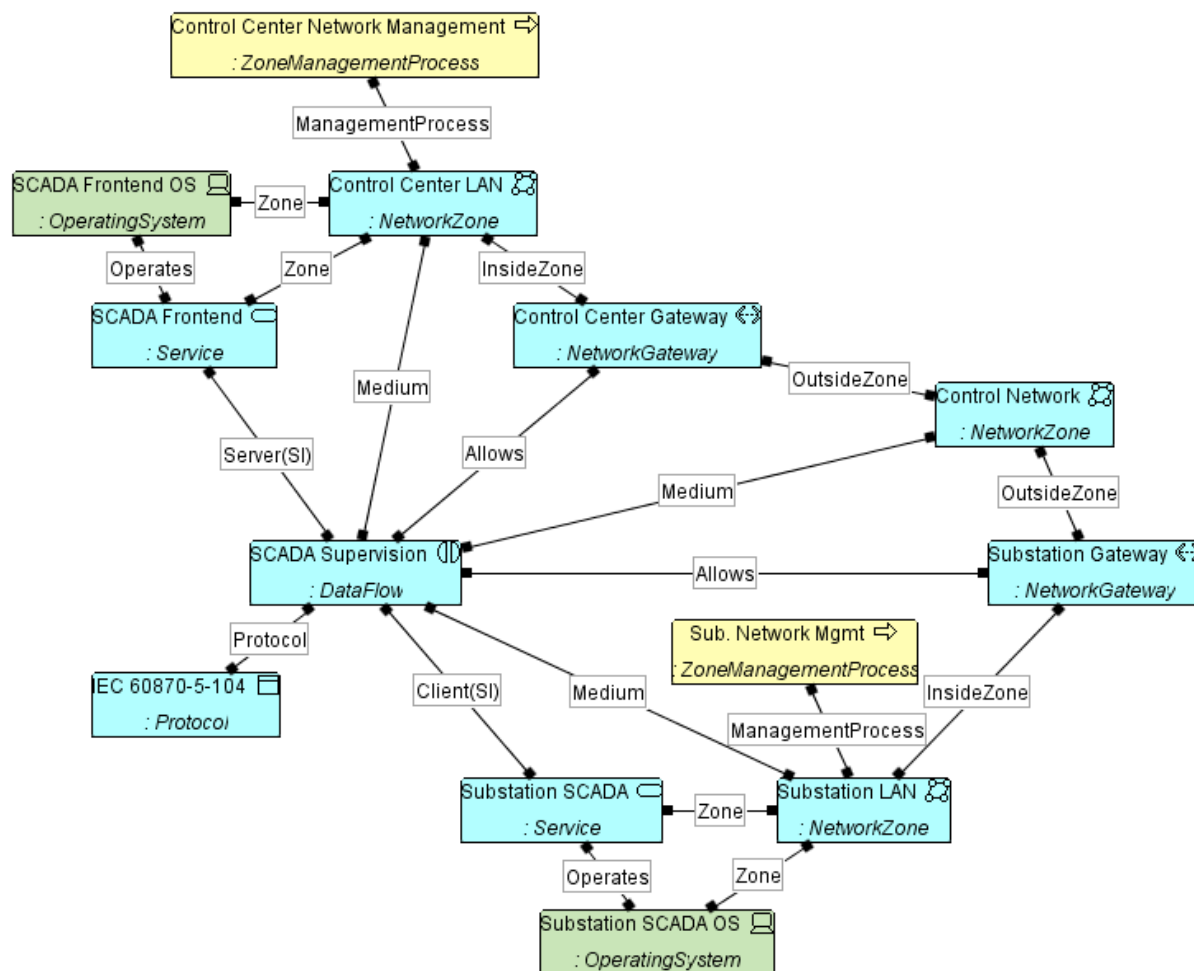 Control Center Network Management
: ZoneManagementProcess
ManagementProcess
SCADA Frontend OS
: OperatingSystem
Zone
Control Center LAN
: NetworkZone
Operates
Zone
InsideZone
SCADA Frontend
: Service
Control Center Gateway
: NetworkGateway
Medium
OutsideZone
Control Network
: NetworkZone
Server(SI)
Allows
Medium
OutsideZone
SCADA Supervision
: DataFlow
Allows
Substation Gateway
: NetworkGateway
Protocol
Sub. Network Mgmt
: ZoneManagementProcess
IEC 60870-5-104
: Protocol
Client(SI)
Medium
InsideZone
ManagementProcess
Substation SCADA
: Service
Zone
Substation LAN
: NetworkZone
Operates
Zone
Substation SCADA OS
: OperatingSystem